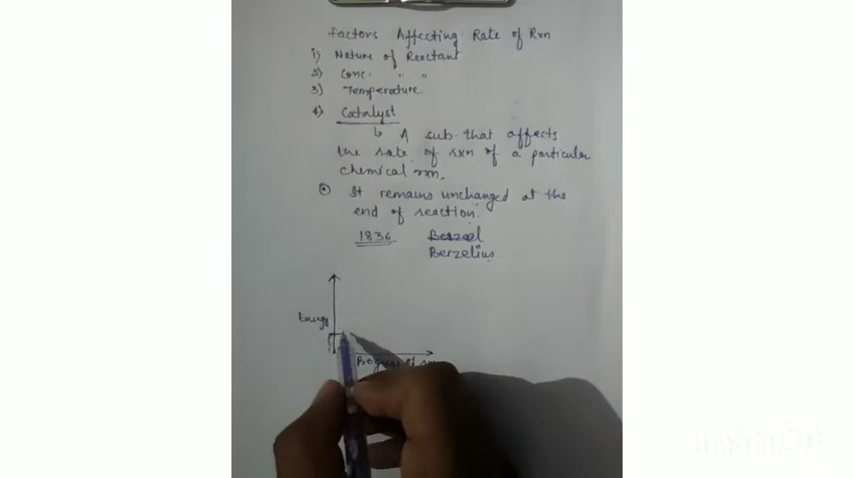 Factors Affecting Rate of Rxn
1) Nature of Reactant
2) Conc. " "
3) Temperature.
4) Catalyst
↳ A sub. that affects
the rate of rxn of a particular
chemical rxn.
It remains unchanged at the
end of reaction.
1836
Berzelius
Energy
of